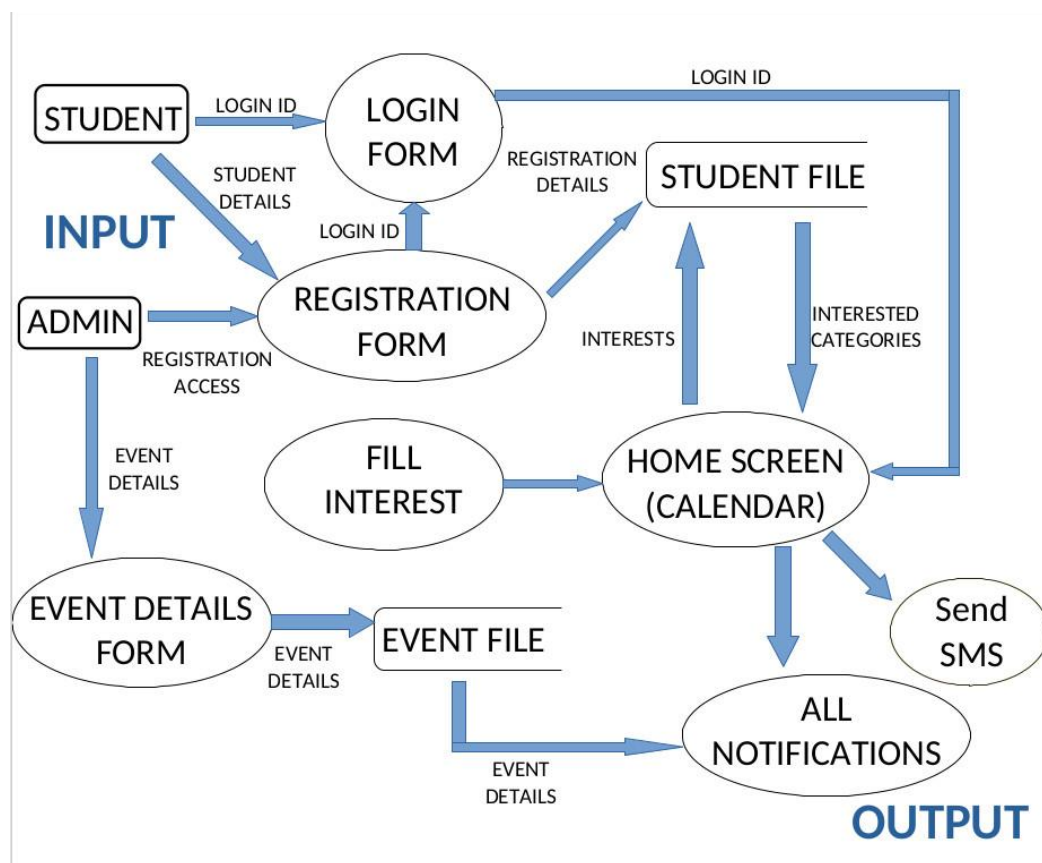 LOGIN ID
STUDENT
LOGIN ID
LOGIN
FORM
REGISTRATION
DETAILS
STUDENT FILE
STUDENT
DETAILS
INPUT
LOGIN ID
ADMIN
REGISTRATION
FORM
REGISTRATION
ACCESS
INTERESTS
INTERESTED
CATEGORIES
EVENT
DETAILS
FILL
INTEREST
HOME SCREEN
(CALENDAR)
EVENT DETAILS
FORM
EVENT
DETAILS
EVENT FILE
Send
SMS
ALL
NOTIFICATIONS
EVENT
DETAILS
OUTPUT